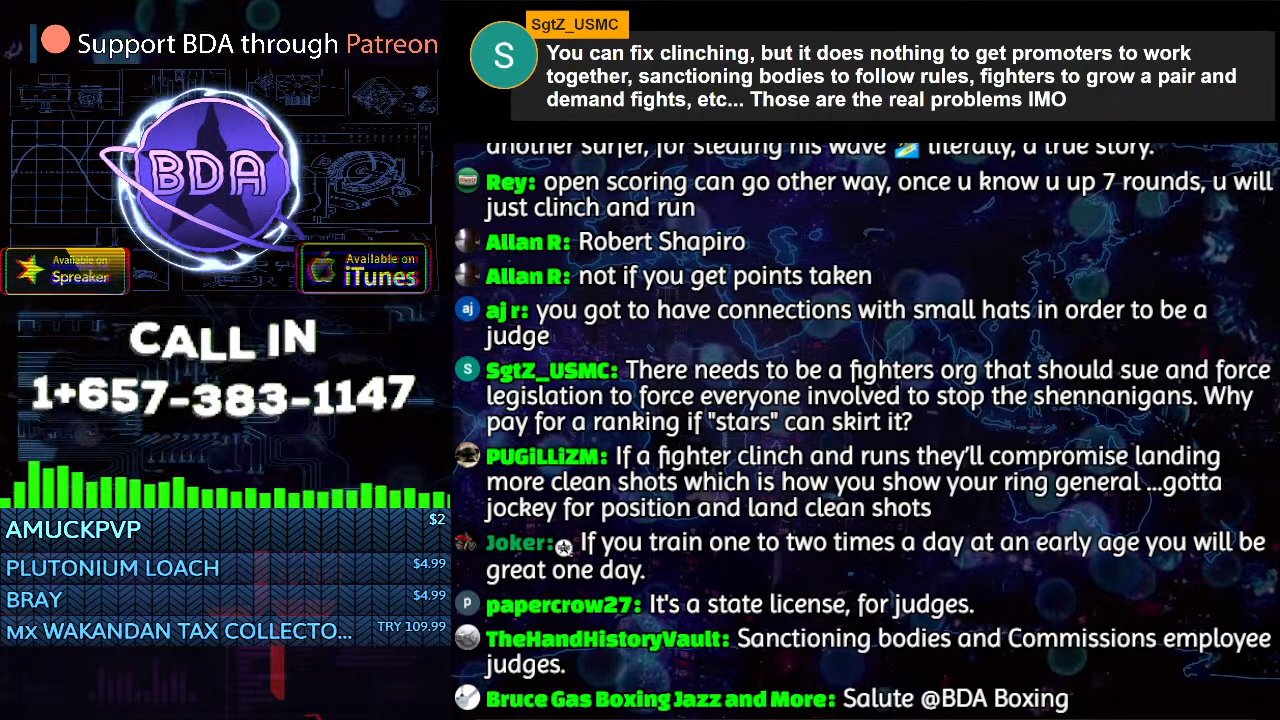 Support BDA through Patreon
BDA
Available on
Spreaker
Available on
iTunes
CALL IN
1+657-383-1147
AMUCKPVP $2
PLUTONIUM LOACH $4.99
BRAY $4.99
MX WAKANDAN TAX COLLECTO... TRY 109.99
SgtZ_USMC
S
You can fix clinching, but it does nothing to get promoters to work
together, sanctioning bodies to follow rules, fighters to grow a pair and
demand fights, etc... Those are the real problems IMO
another surfer, for stealing his wave 🏄 literally, a true story.
Rey: open scoring can go other way, once u know u up 7 rounds, u will
just clinch and run
Allan R: Robert Shapiro
Allan R: not if you get points taken
aj aj r: you got to have connections with small hats in order to be a
judge
S SgtZ_USMC: There needs to be a fighters org that should sue and force
legislation to force everyone involved to stop the shennanigans. Why
pay for a ranking if "stars" can skirt it?
PUGiLLiZM: If a fighter clinch and runs they'll compromise landing
more clean shots which is how you show your ring general ...gotta
jockey for position and land clean shots
Joker: If you train one to two times a day at an early age you will be
great one day.
p papercrow27: It's a state license, for judges.
TheHandHistoryVault: Sanctioning bodies and Commissions employee
judges.
Bruce Gas Boxing Jazz and More: Salute @BDA Boxing